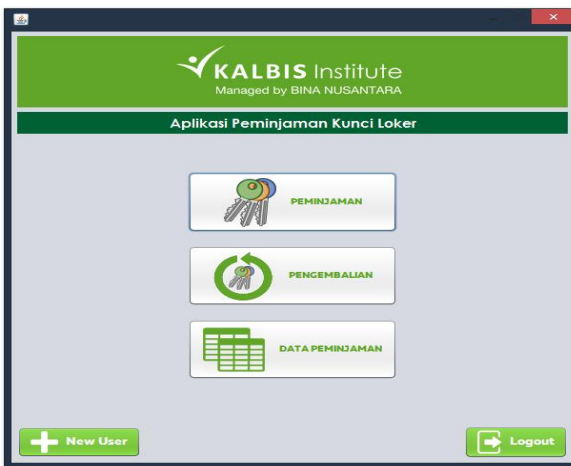 KALBIS Institute
Managed by BINA NUSANTARA
Aplikasi Peminjaman Kunci Loker
PEMINJAMAN
PENGEMBALIAN
DATA PEMINJAMAN
New User
Logout